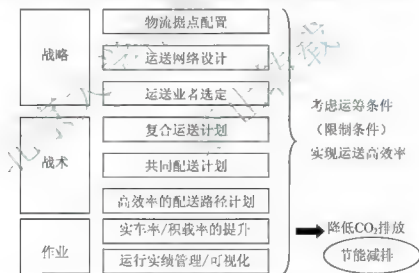 战略
物流据点配置
运送网络设计
运送业者选定
战术
复合运送计划
共同配送计划
高效率的配送路径计划
作业
实车率/积载率的提升
运行实绩管理/可视化
考虑运筹条件
（限制条件）
实现运送高效率
降低CO₂排放
节能减排